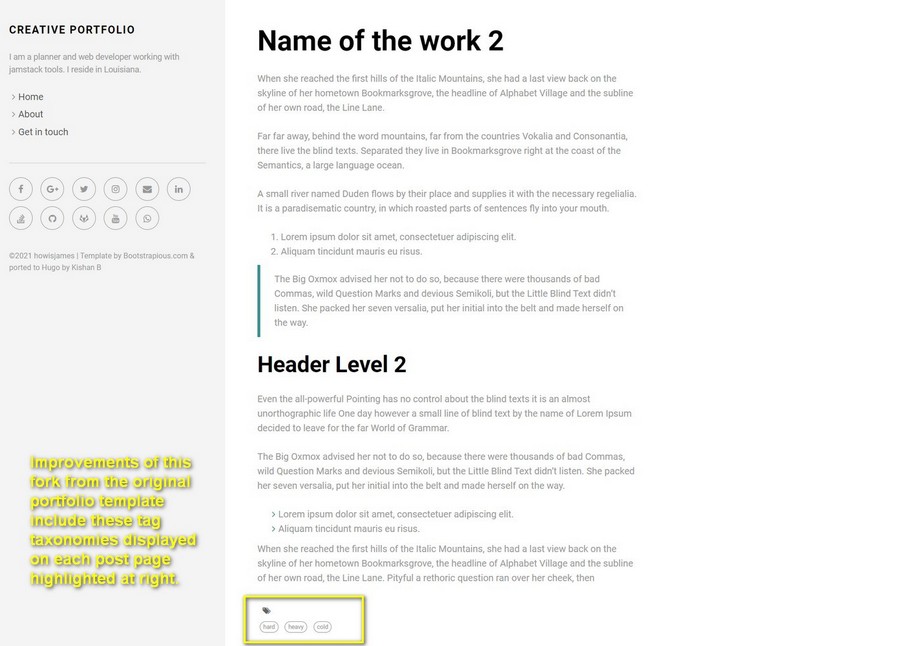 CREATIVE PORTFOLIO
I am a planner and web developer working with
jamstack tools. I reside in Louisiana.
Home
About
Get in touch
©2021 howisjames | Template by Bootstrapious.com &
ported to Hugo by Kishan B
Improvements of this
fork from the original
portfolio template
include these tag
taxonomies displayed
on each post page
highlighted at right.
Name of the work 2
When she reached the first hills of the Italic Mountains, she had a last view back on the
skyline of her hometown Bookmarksgrove, the headline of Alphabet Village and the subline
of her own road, the Line Lane.
Far far away, behind the word mountains, far from the countries Vokalia and Consonantia,
there live the blind texts. Separated they live in Bookmarksgrove right at the coast of the
Semantics, a large language ocean.
A small river named Duden flows by their place and supplies it with the necessary regelialia.
It is a paradisematic country, in which roasted parts of sentences fly into your mouth.
1. Lorem ipsum dolor sit amet, consectetuer adipiscing elit.
2. Aliquam tincidunt mauris eu risus.
The Big Oxmox advised her not to do so, because there were thousands of bad
Commas, wild Question Marks and devious Semikoli, but the Little Blind Text didn't
listen. She packed her seven versalia, put her initial into the belt and made herself on
the way.
Header Level 2
Even the all-powerful Pointing has no control about the blind texts it is an almost
unorthographic life One day however a small line of blind text by the name of Lorem Ipsum
decided to leave for the far World of Grammar.
The Big Oxmox advised her not to do so, because there were thousands of bad Commas,
wild Question Marks and devious Semikoli, but the Little Blind Text didn't listen. She packed
her seven versalia, put her initial into the belt and made herself on the way.
Lorem ipsum dolor sit amet, consectetuer adipiscing elit.
Aliquam tincidunt mauris eu risus.
When she reached the first hills of the Italic Mountains, she had a last view back on the
skyline of her hometown Bookmarksgrove, the headline of Alphabet Village and the subline
of her own road, the Line Lane. Pityful a rethoric question ran over her cheek, then
hard heavy cold